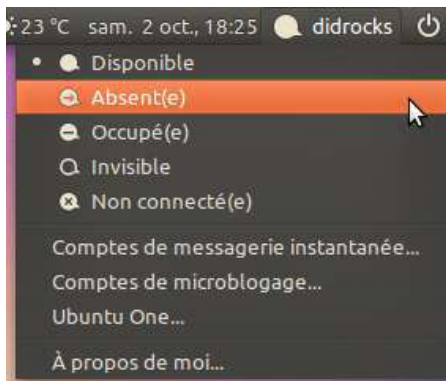 23 °C sam. 2 oct., 18:25 didrocks
Disponible
Absent(e)
Occupé(e)
Invisible
Non connecté(e)
Comptes de messagerie instantanée...
Comptes de microblogage...
Ubuntu One...
À propos de moi...